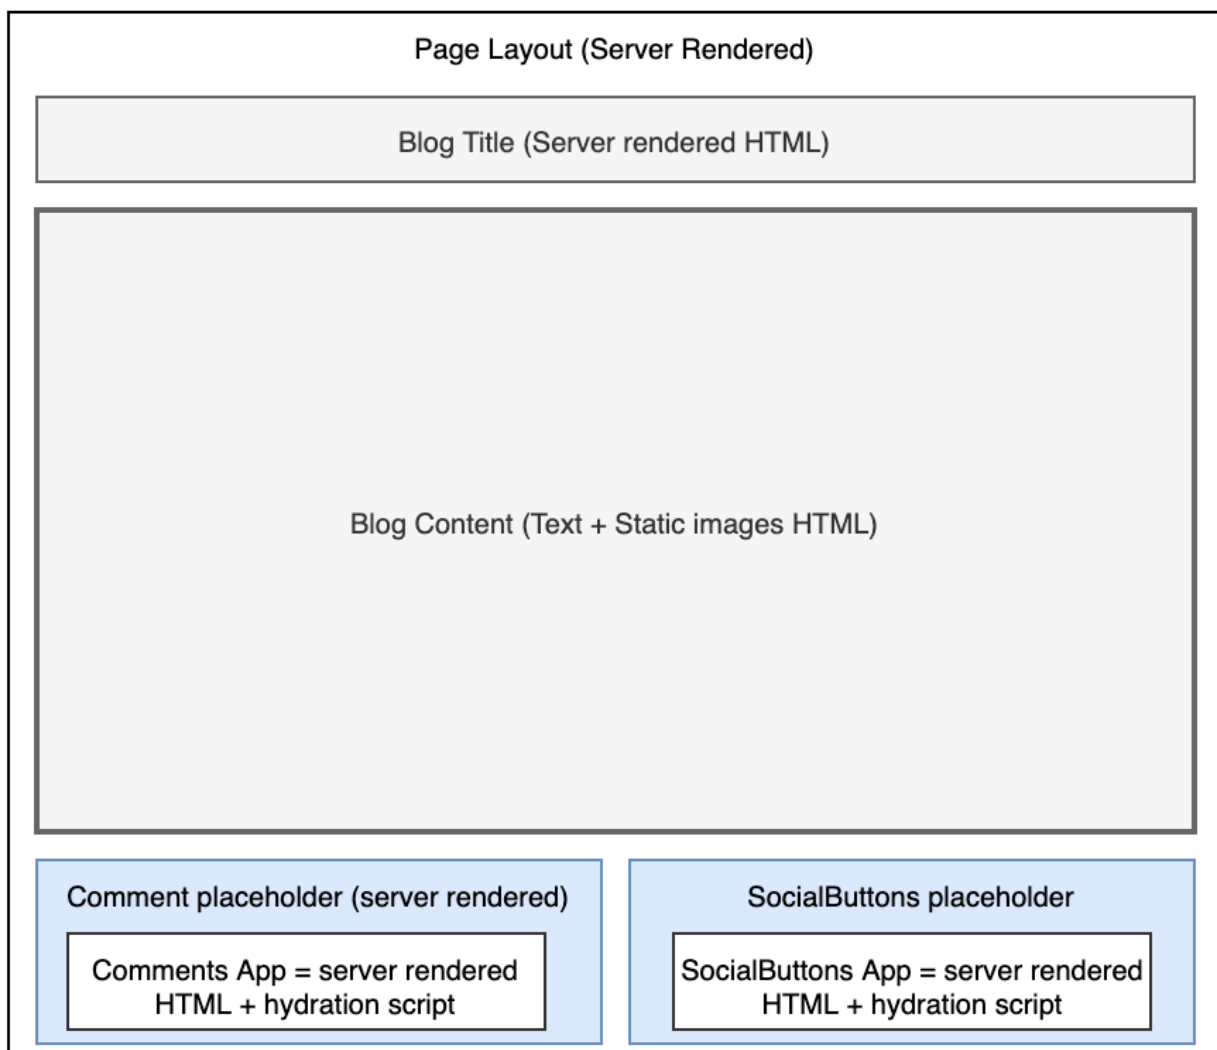 Page Layout (Server Rendered)
Blog Title (Server rendered HTML)
Blog Content (Text + Static images HTML)
Comment placeholder (server rendered)
Comments App = server rendered
HTML + hydration script
SocialButtons placeholder
SocialButtons App = server rendered
HTML + hydration script